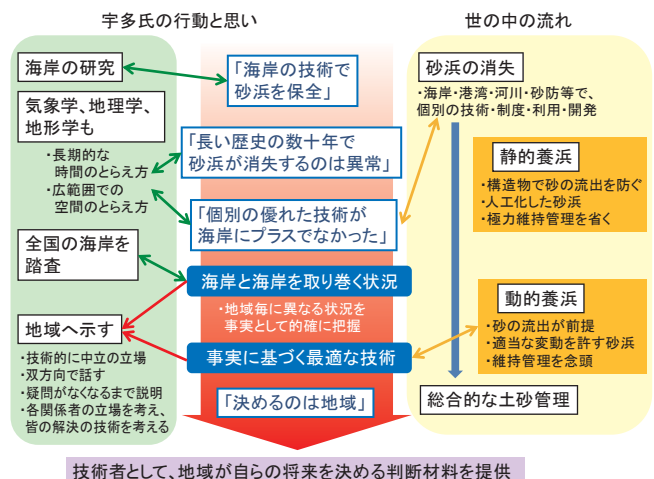 宇多氏の行動と思い
世の中の流れ
海岸の研究
気象学、地理学、
地形学も
・長期的な
時間のとらえ方
・広範囲での
空間のとらえ方
全国の海岸を
踏査
地域へ示す
・技術的に中立の立場
・双方向で話す
・疑問がなくなるまで説明
・各関係者の立場を考え、
皆の解決の技術を考える
「海岸の技術で
砂浜を保全」
「長い歴史の数十年で
砂浜が消失するのは異常」
「個別の優れた技術が
海岸にプラスでなかった」
海岸と海岸を取り巻く状況
・地域毎に異なる状況を
事実として的確に把握
事実に基づく最適な技術
「決めるのは地域」
砂浜の消失
・海岸・港湾・河川・砂防等で、
個別の技術・制度・利用・開発
静的養浜
・構造物で砂の流出を防ぐ
・人工化した砂浜
・極力維持管理を省く
動的養浜
・砂の流出が前提
・適当な変動を許す砂浜
・維持管理を念頭
総合的な土砂管理
技術者として、地域が自らの将来を決める判断材料を提供